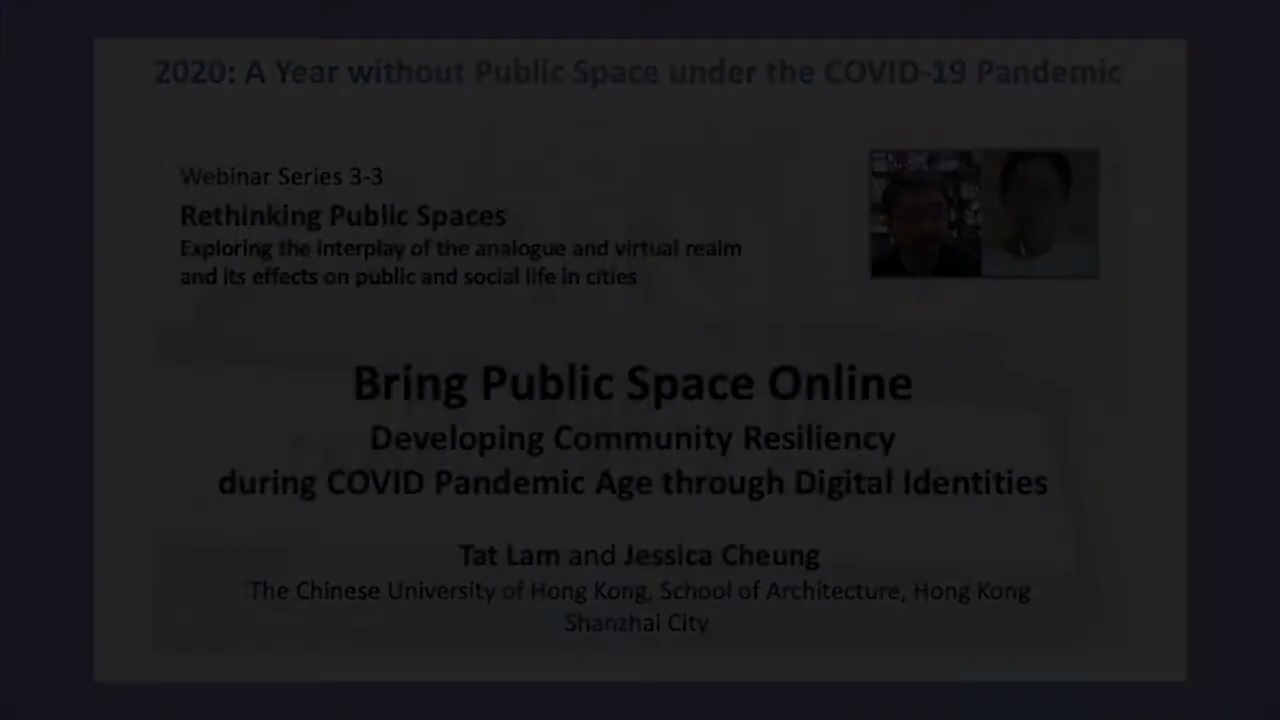 2020: A Year without Public Space under the COVID-19 Pandemic
Webinar Series 3-3
Rethinking Public Spaces
Exploring the interplay of the analogue and virtual realm
and its effects on public and social life in cities
Bring Public Space Online
Developing Community Resiliency
during COVID Pandemic Age through Digital Identities
Tat Lam and Jessica Cheung
The Chinese University of Hong Kong, School of Architecture, Hong Kong
Shanzhai City